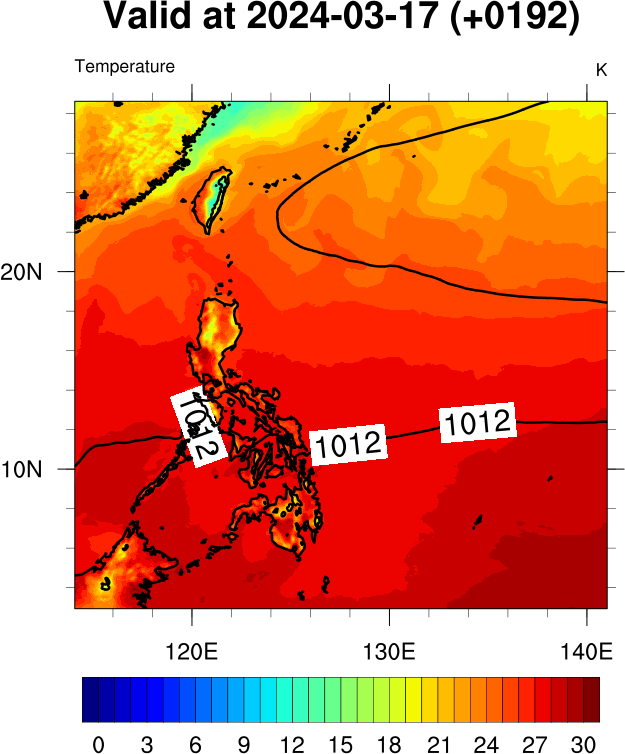 Valid at 2024-03-17 (+0192)
Temperature
K
20N
10N
1012
1012
1012
120E
130E
140E
0 3 6 9 12 15 18 21 24 27 30